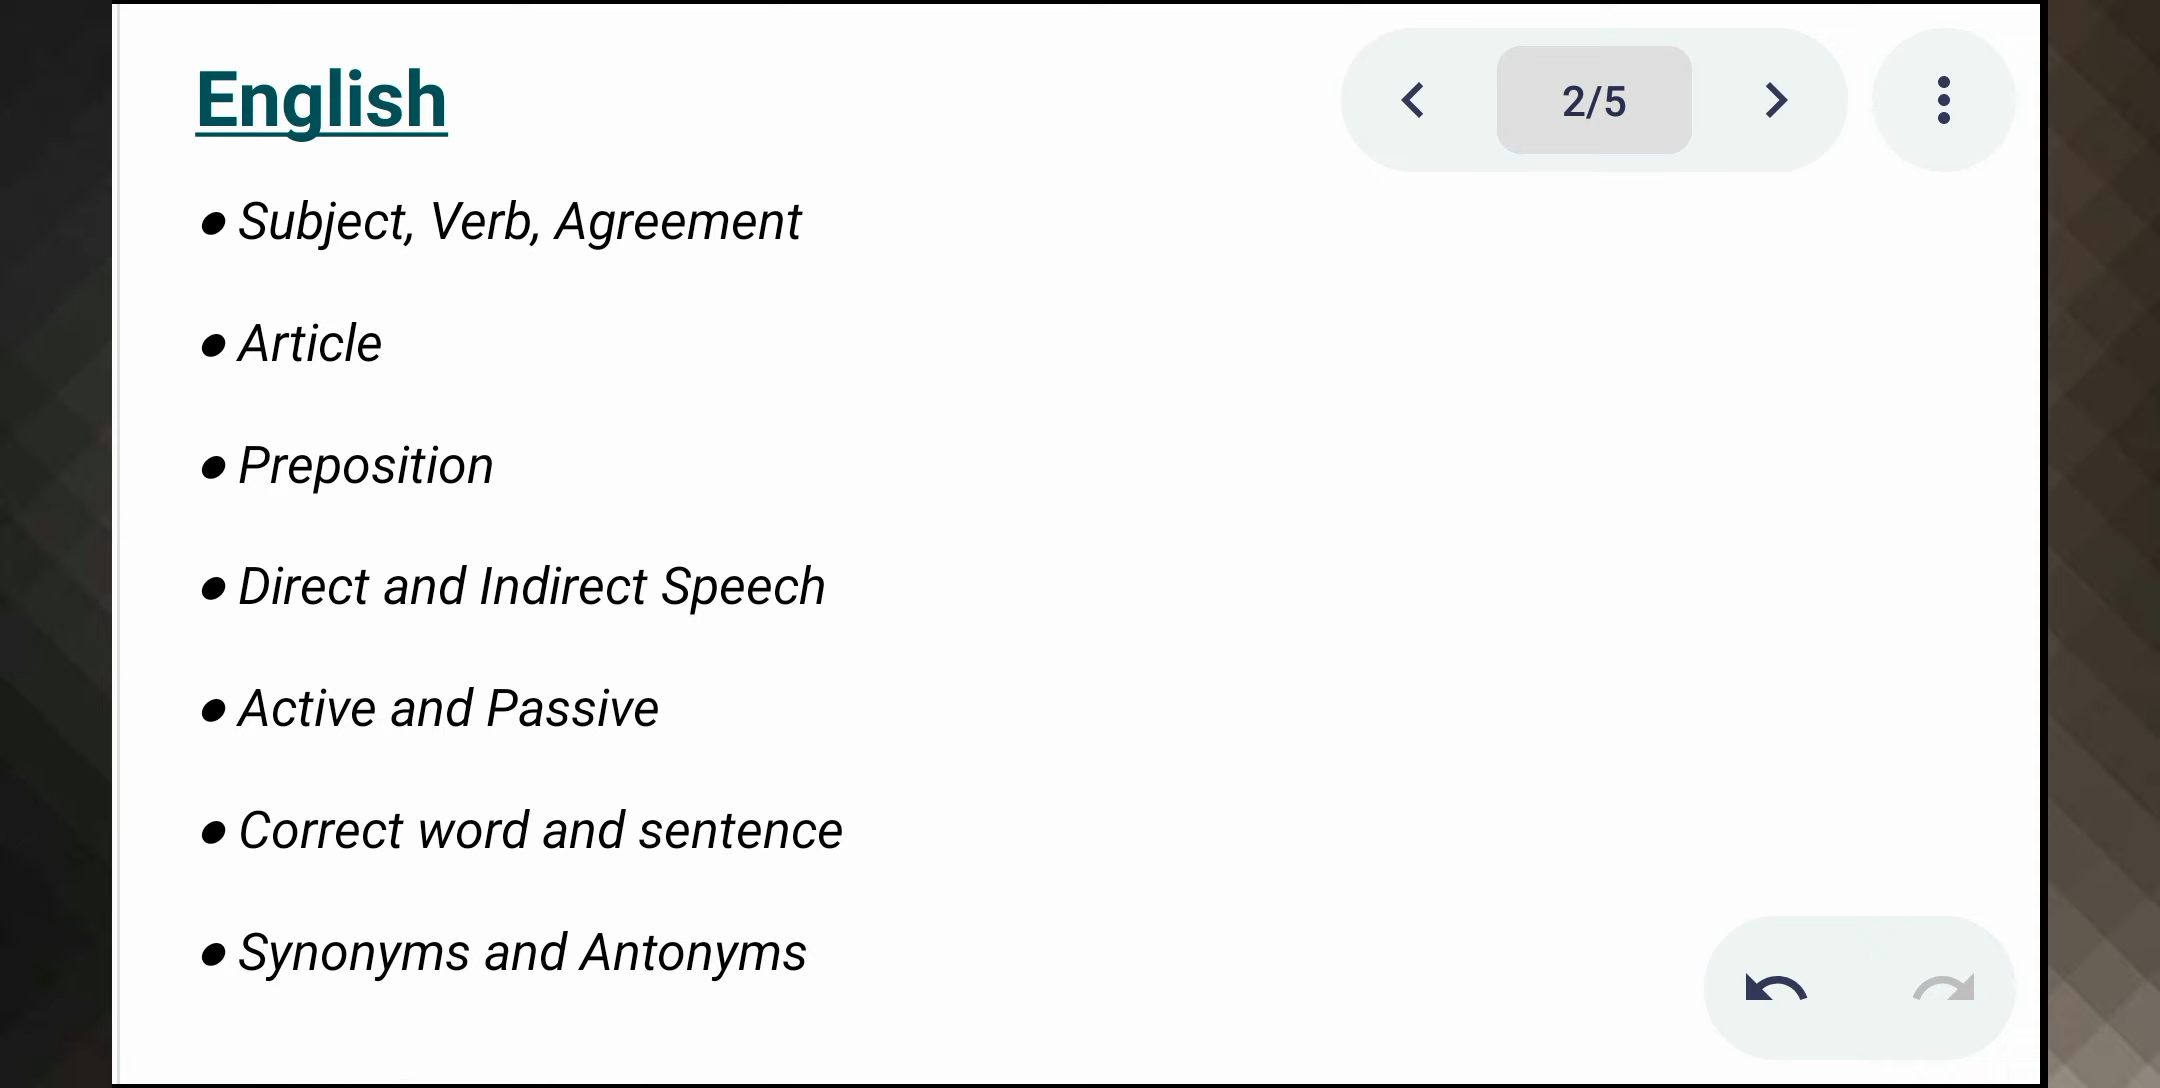 English
2/5
● Subject, Verb, Agreement
● Article
● Preposition
● Direct and Indirect Speech
● Active and Passive
● Correct word and sentence
● Synonyms and Antonyms